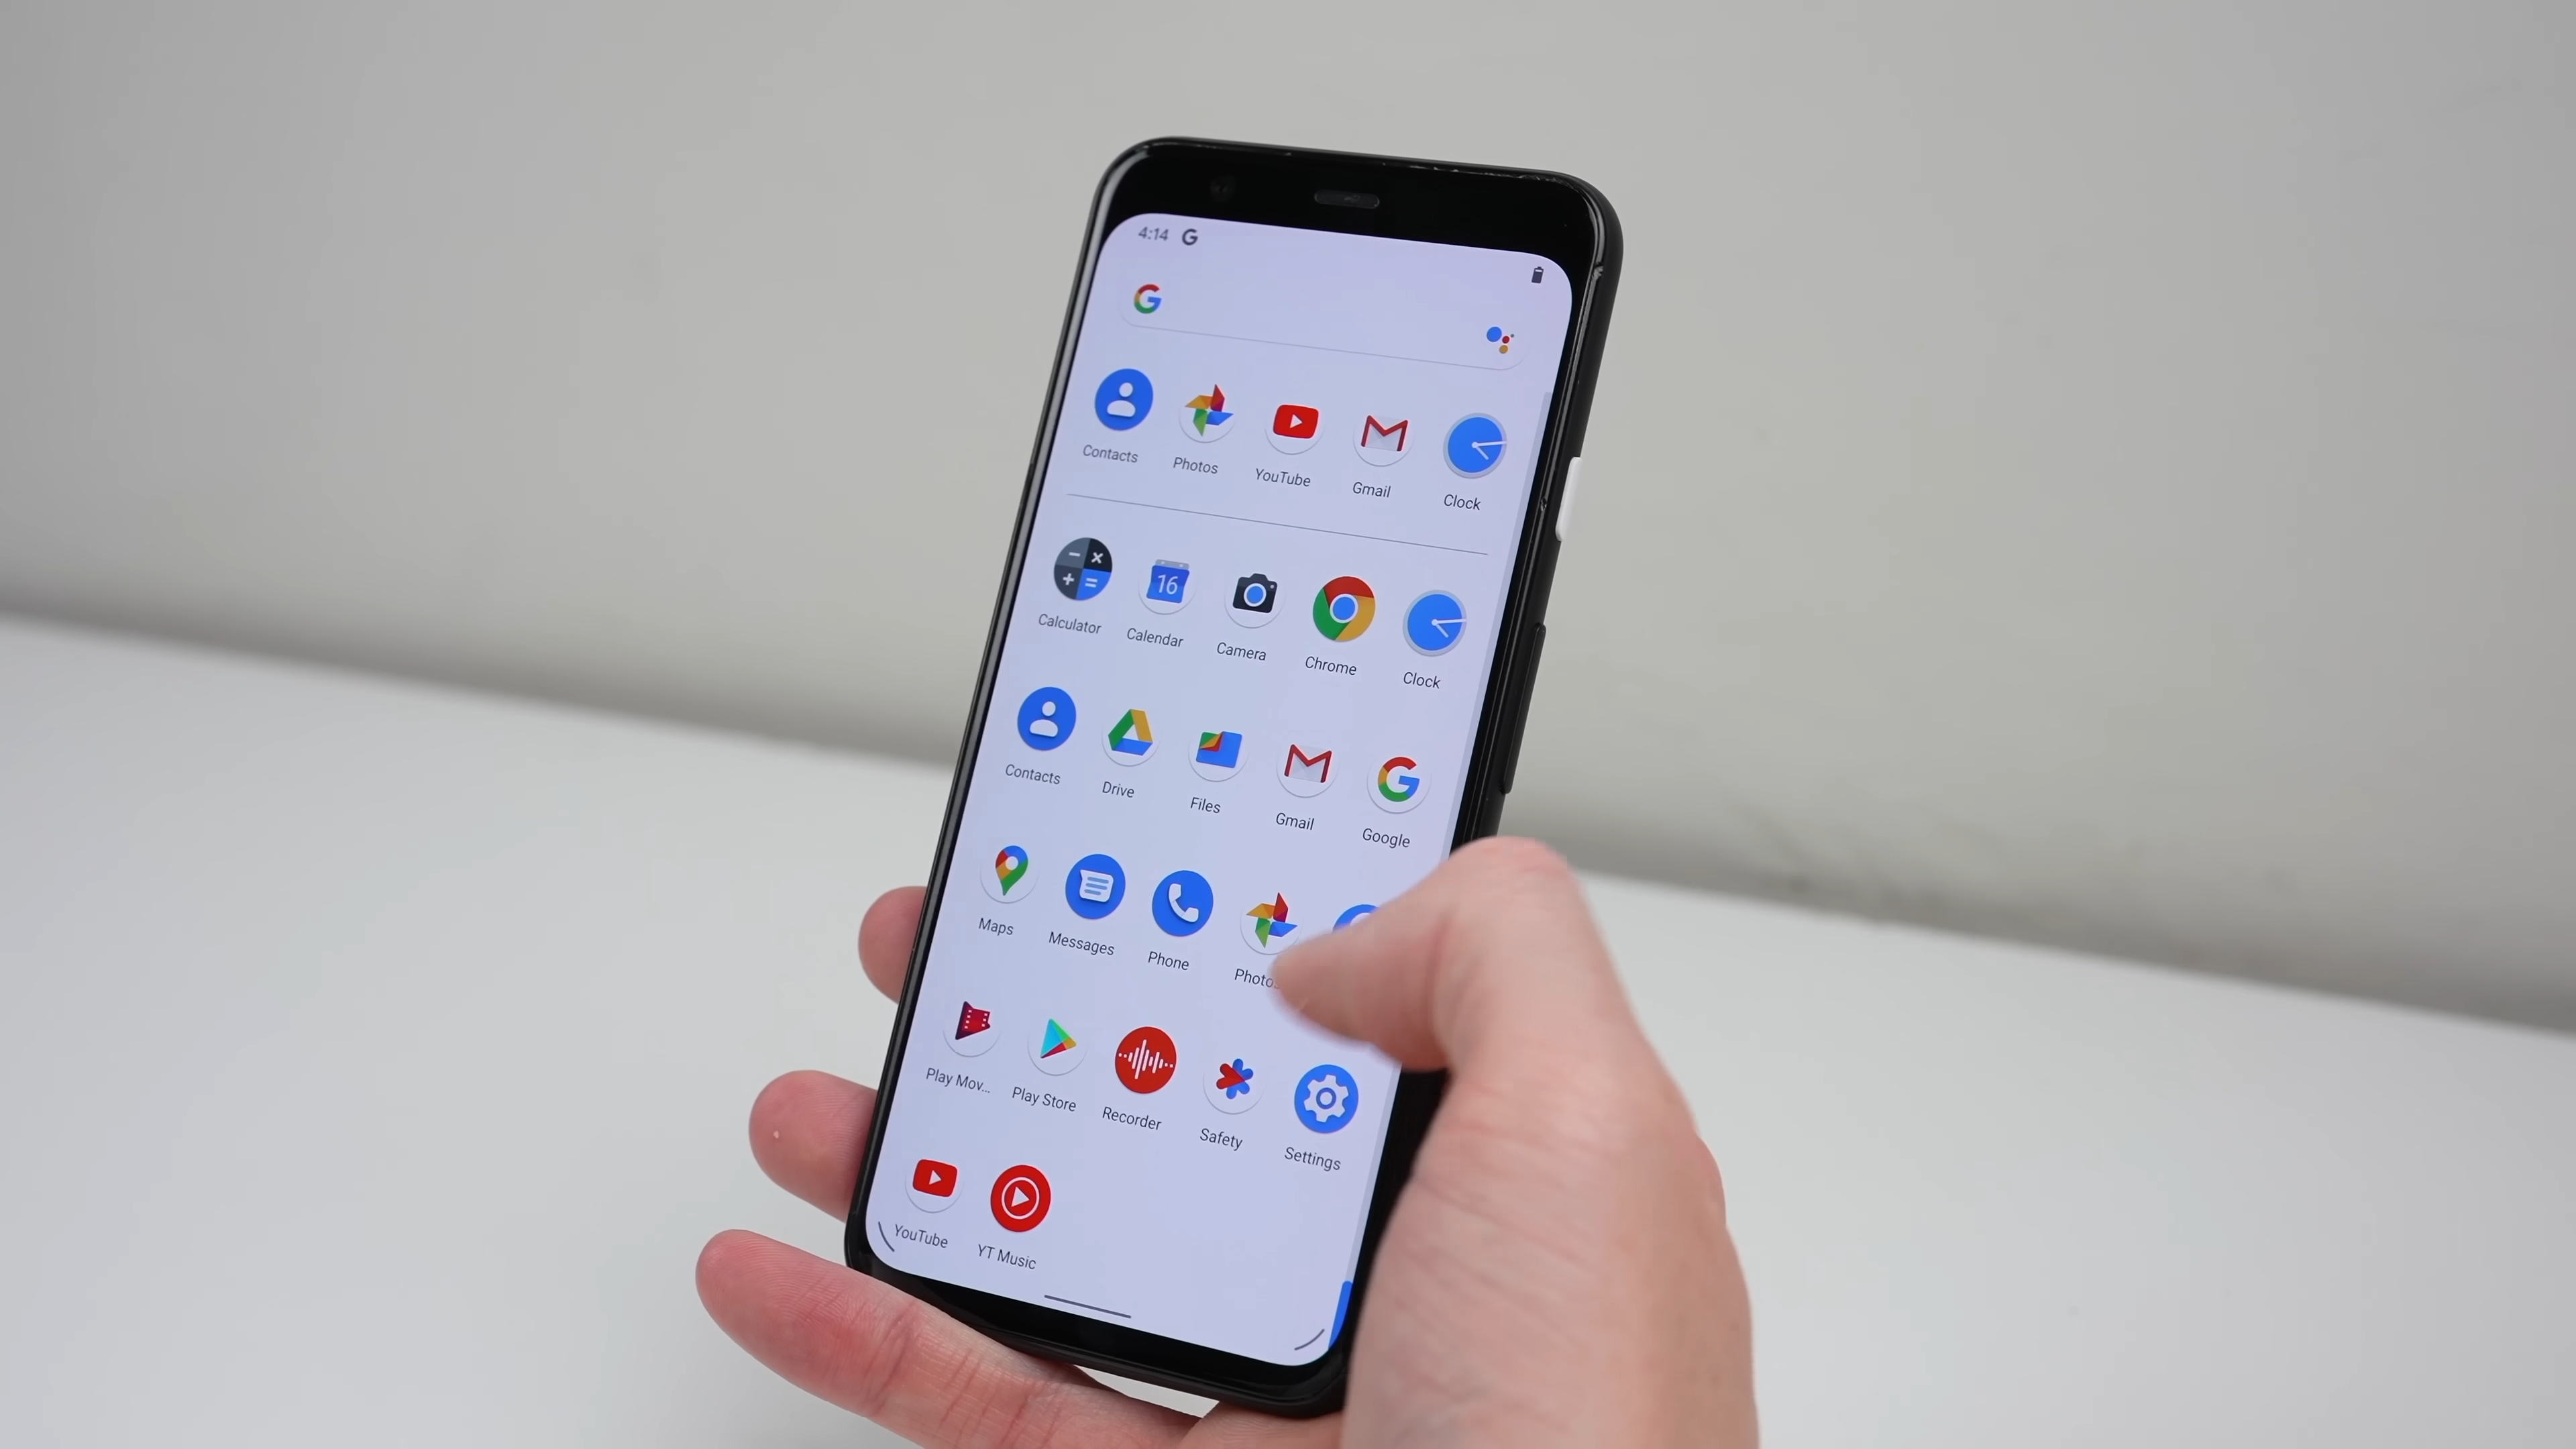 4:14 G
G
Contacts Photos YouTube Gmail Clock
16
Calculator Calendar Camera Chrome Clock
G
Contacts Drive Files Gmail Google
Maps Messages Phone Photos
Play Mov... Play Store Recorder Safety Settings
YouTube YT Music